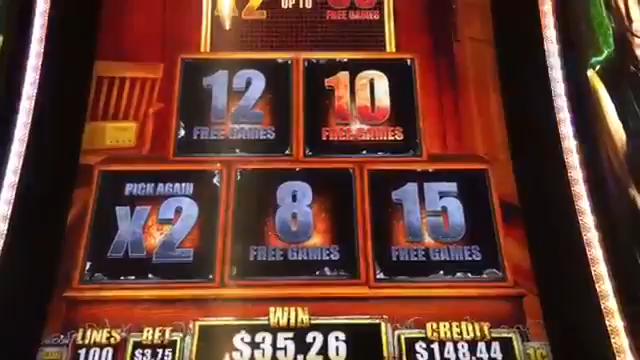 12 UP TO
FREE GAMES
12 10
FREE GAMES FREE GAMES
PICK AGAIN
X2 8 15
FREE GAMES FREE GAMES
WIN
LINES BET CREDIT
100 $3.75 $35.26 $148.44